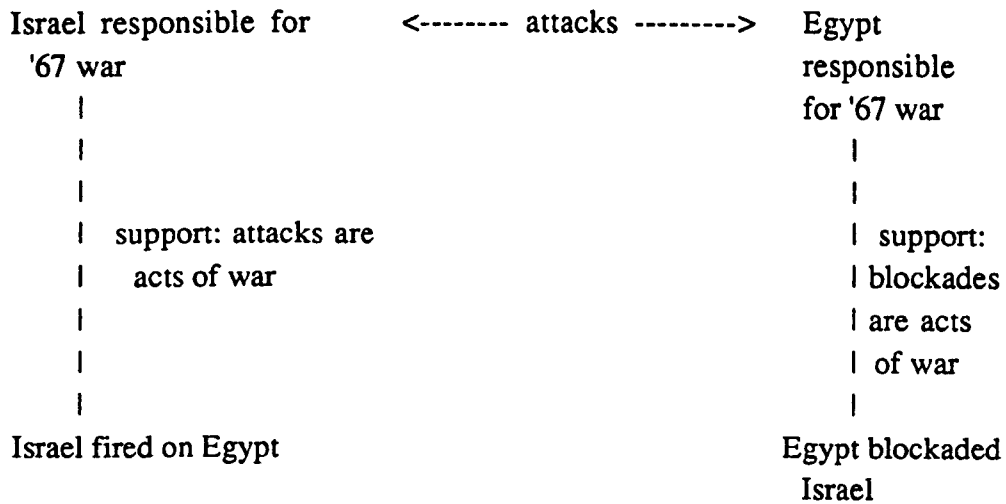 Israel responsible for <-------- attacks ---------> Egypt
'67 war responsible
for '67 war
support: attacks are support:
acts of war blockades
are acts
of war
Israel fired on Egypt Egypt blockaded
Israel